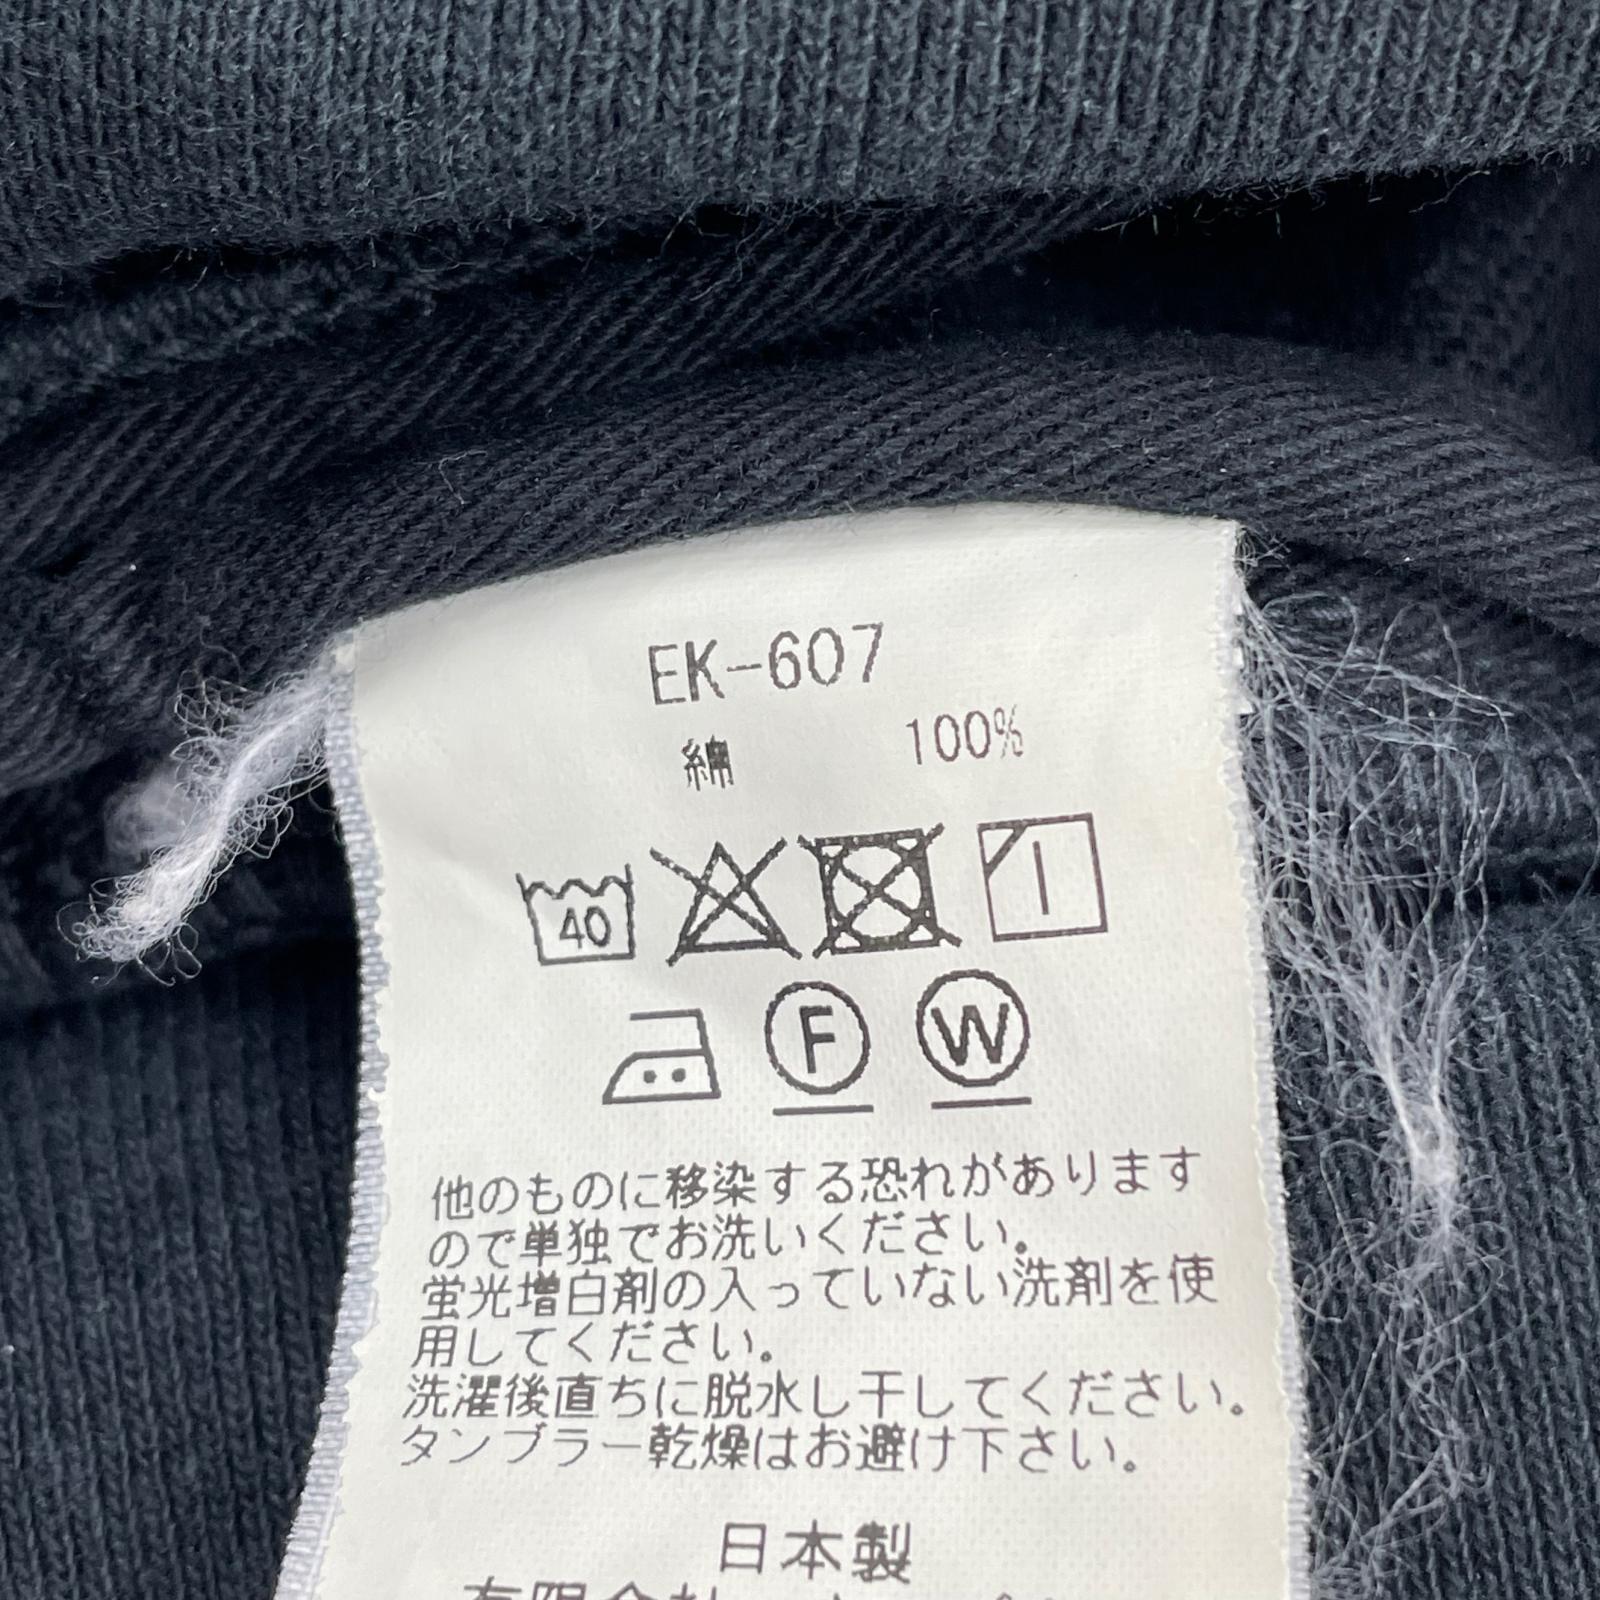 EK-607
綿 100%
40
F W
他のものに移染する恐れがあります
ので単独でお洗いください。
蛍光増白剤の入っていない洗剤を使
用してください。
洗濯後直ちに脱水し干してください。
タンブラー乾燥はお避け下さい。
日本製
有限会社